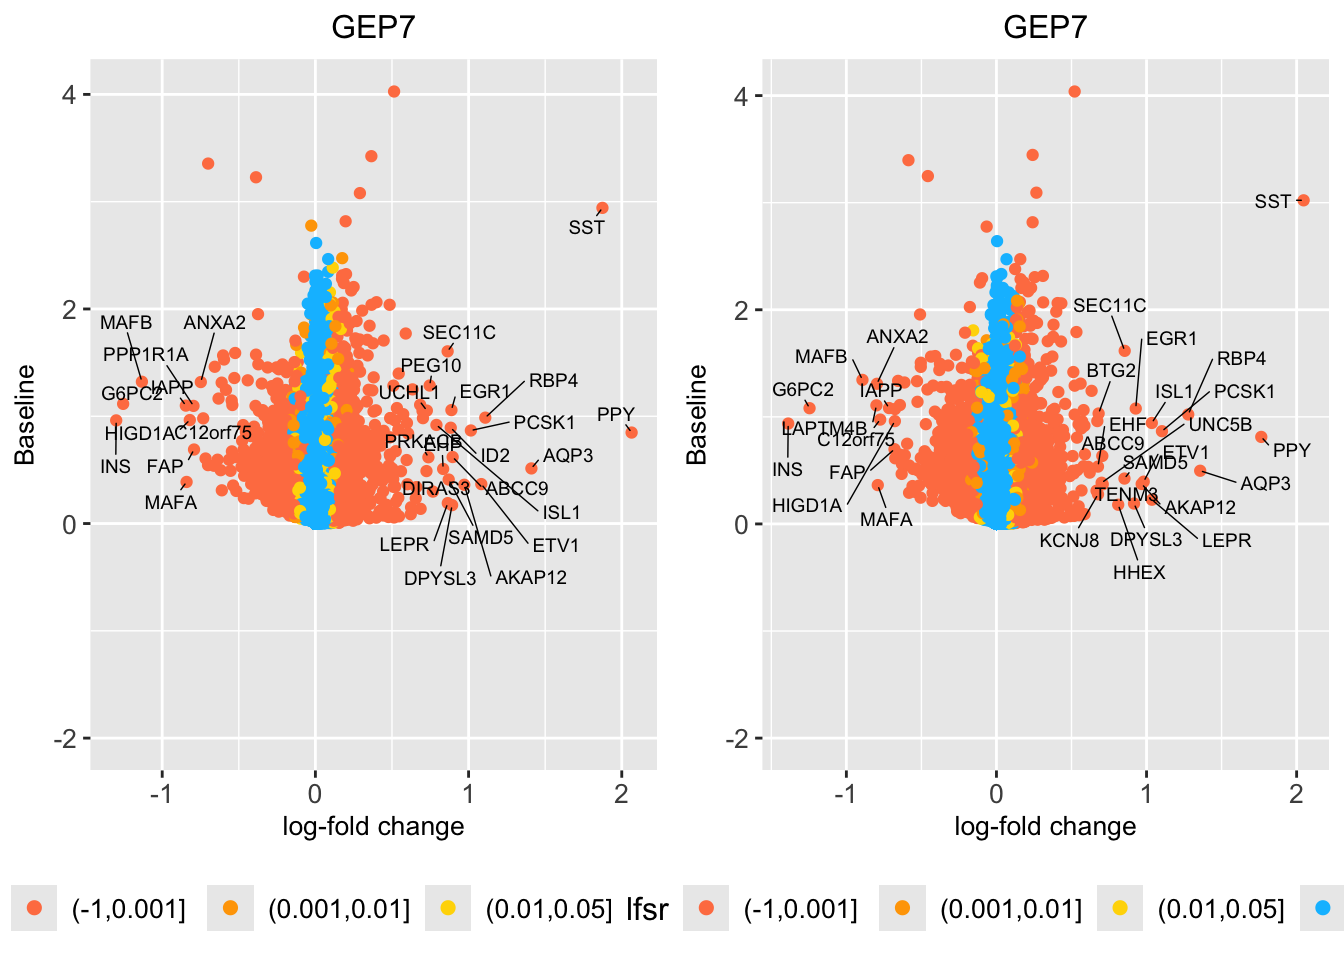 GEP7
4
2
0
-2
Baseline
-1
0
1
2
log-fold change
SST
MAFB
ANXA2
PPP1R1A
G6PC2
IAPP
HIGD1A
C12orf75
INS
FAP
MAFA
SEC11C
PEG10
UCHL1
EGR1
RBP4
PCSK1
PPY
PRKACB
EHF
ID2
AQP3
DIRAS3
ABCC9
ISL1
LEPR
SAMD5
ETV1
DPYSL3
AKAP12
GEP7
4
2
0
-2
Baseline
-1
0
1
2
log-fold change
SST
SEC11C
ANXA2
EGR1
MAFB
RBP4
BTG2
G6PC2
IAPP
ISL1
PCSK1
LAPTM4B
EHF
UNC5B
C12orf75
ABCC9
PPY
INS
FAP
SAMD5
ETV1
AQP3
HIGD1A
TENM3
AKAP12
MAFA
KCNJ8
DPYSL3
LEPR
HHEX
(-1,0.001]
(0.001,0.01]
(0.01,0.05]
lfsr
(-1,0.001]
(0.001,0.01]
(0.01,0.05]